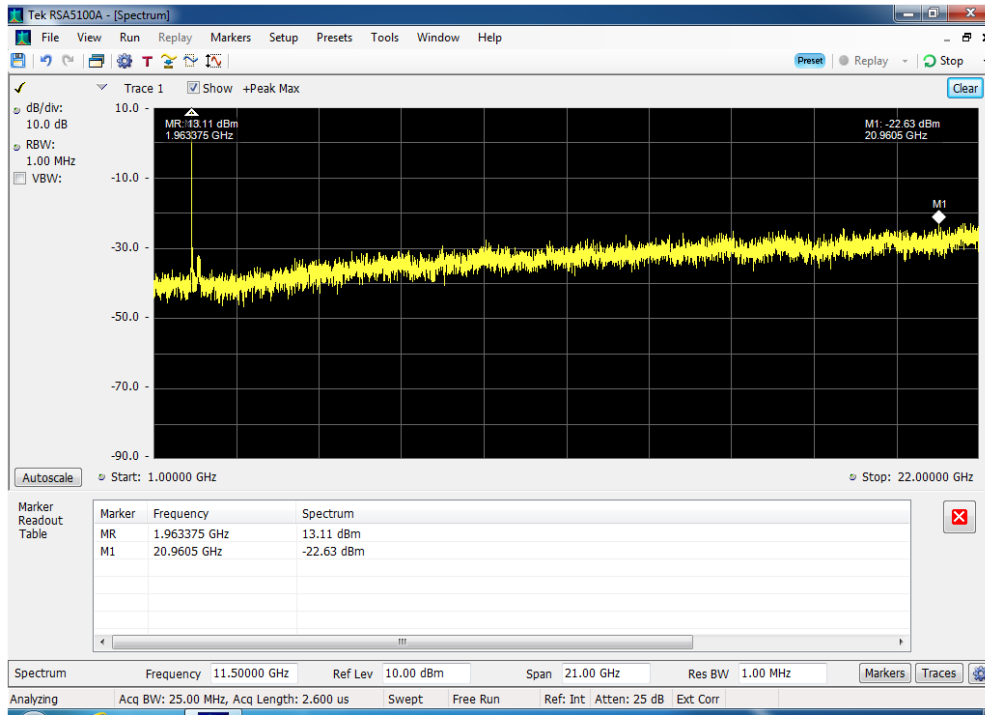 Tek RSA5100A - [Spectrum]
File View Run Replay Markers Setup Presets Tools Window Help
T Preset Replay Stop
Trace 1 Show +Peak Max Clear
dB/div:
10.0 dB
RBW:
1.00 MHz
VBW:
10.0 -
-10.0 -
-30.0 -
-50.0 -
-70.0 -
-90.0 -
MR: 13.11 dBm
1.963375 GHz
M1: -22.63 dBm
20.9605 GHz
M1
Autoscale Start: 1.00000 GHz Stop: 22.00000 GHz
Marker
Readout
Table
Marker Frequency Spectrum
MR 1.963375 GHz 13.11 dBm
M1 20.9605 GHz -22.63 dBm
Spectrum Frequency 11.50000 GHz Ref Lev 10.00 dBm Span 21.00 GHz Res BW 1.00 MHz Markers Traces
Analyzing Acq BW: 25.00 MHz, Acq Length: 2.600 us Swept Free Run Ref: Int Atten: 25 dB Ext Corr